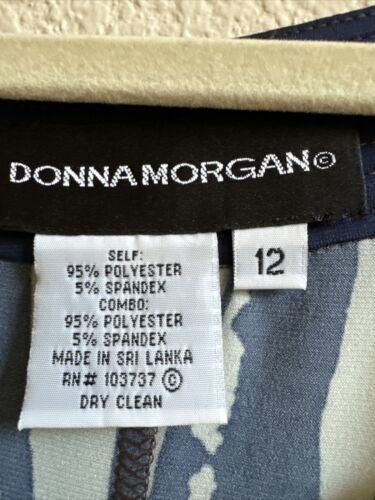 DONNA MORGAN©
SELF:
95% POLYESTER
5% SPANDEX
COMBO:
95% POLYESTER
5% SPANDEX
MADE IN SRI LANKA
RN# 103737 ©
DRY CLEAN
12